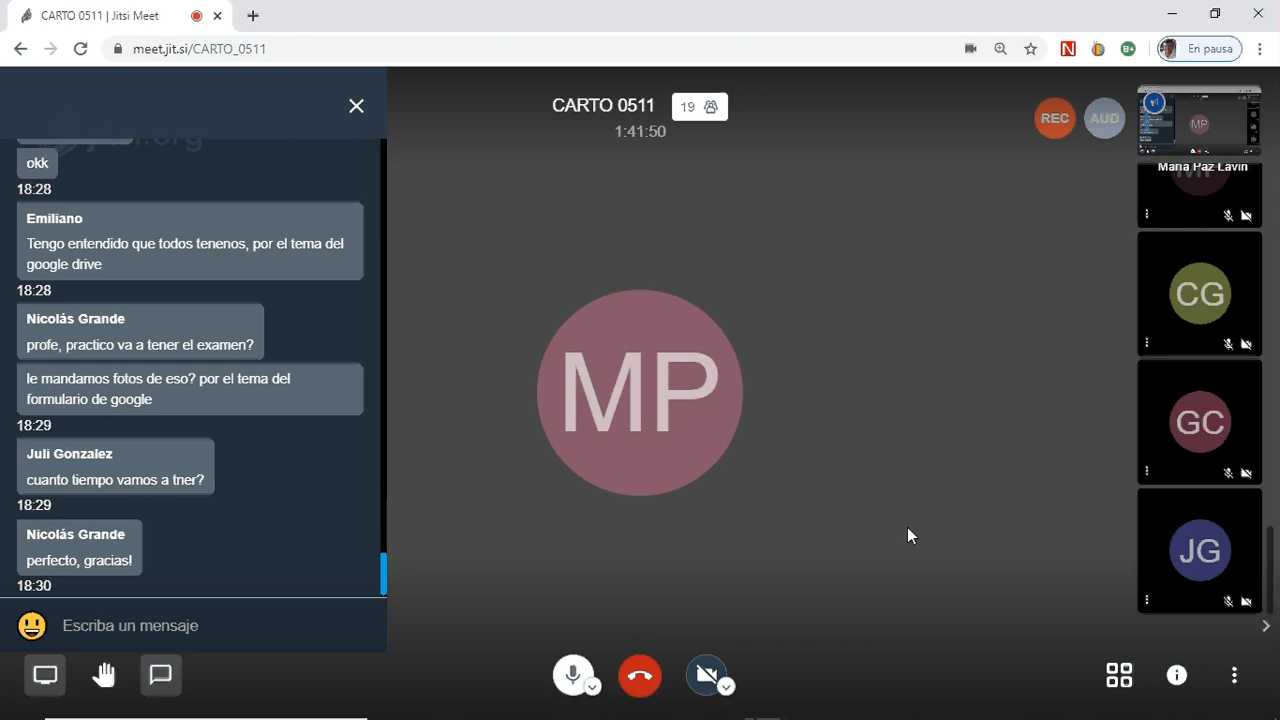 CARTO 0511 | Jitsi Meet
meet.jit.si/CARTO_0511
En pausa
CARTO 0511
19
1:41:50
REC
AUD
okk
18:28
Emiliano
Tengo entendido que todos tenenos, por el tema del
google drive
18:28
Nicolás Grande
profe, practico va a tener el examen?
le mandamos fotos de eso? por el tema del
formulario de google
18:29
Juli Gonzalez
cuanto tiempo vamos a tner?
18:29
Nicolás Grande
perfecto, gracias!
18:30
Escriba un mensaje
MP
MP
Maria Paz Lavin
CG
GC
JG